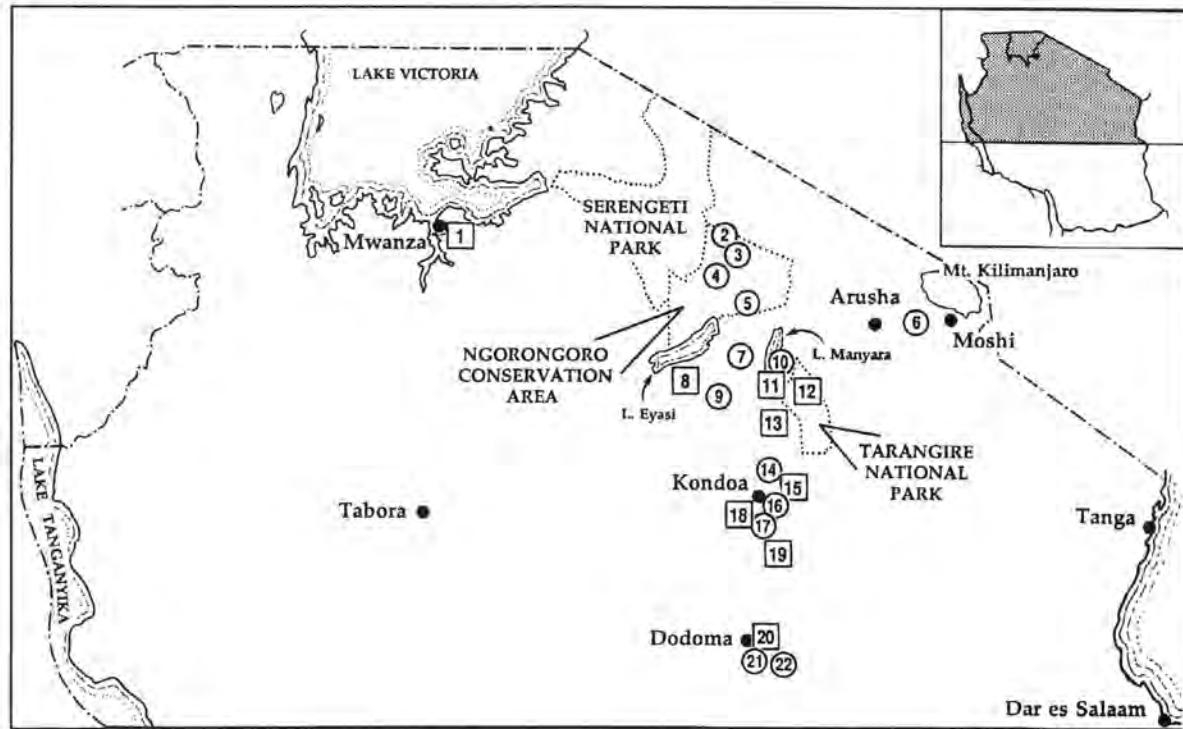 LAKE VICTORIA
SERENGETI
NATIONAL
PARK
Mwanza
1
2
3
4
5
Mt. Kilimanjaro
Arusha
6
Moshi
NGORONGORO
CONSERVATION
AREA
7
L. Manyara
10
8
11
12
L. Eyasi
9
13
TARANGIRE
NATIONAL
PARK
14
Kondoa
15
16
18
17
Tabora
19
Tanga
LAKE TANGANYIKA
Dodoma
20
21
22
Dar es Salaam